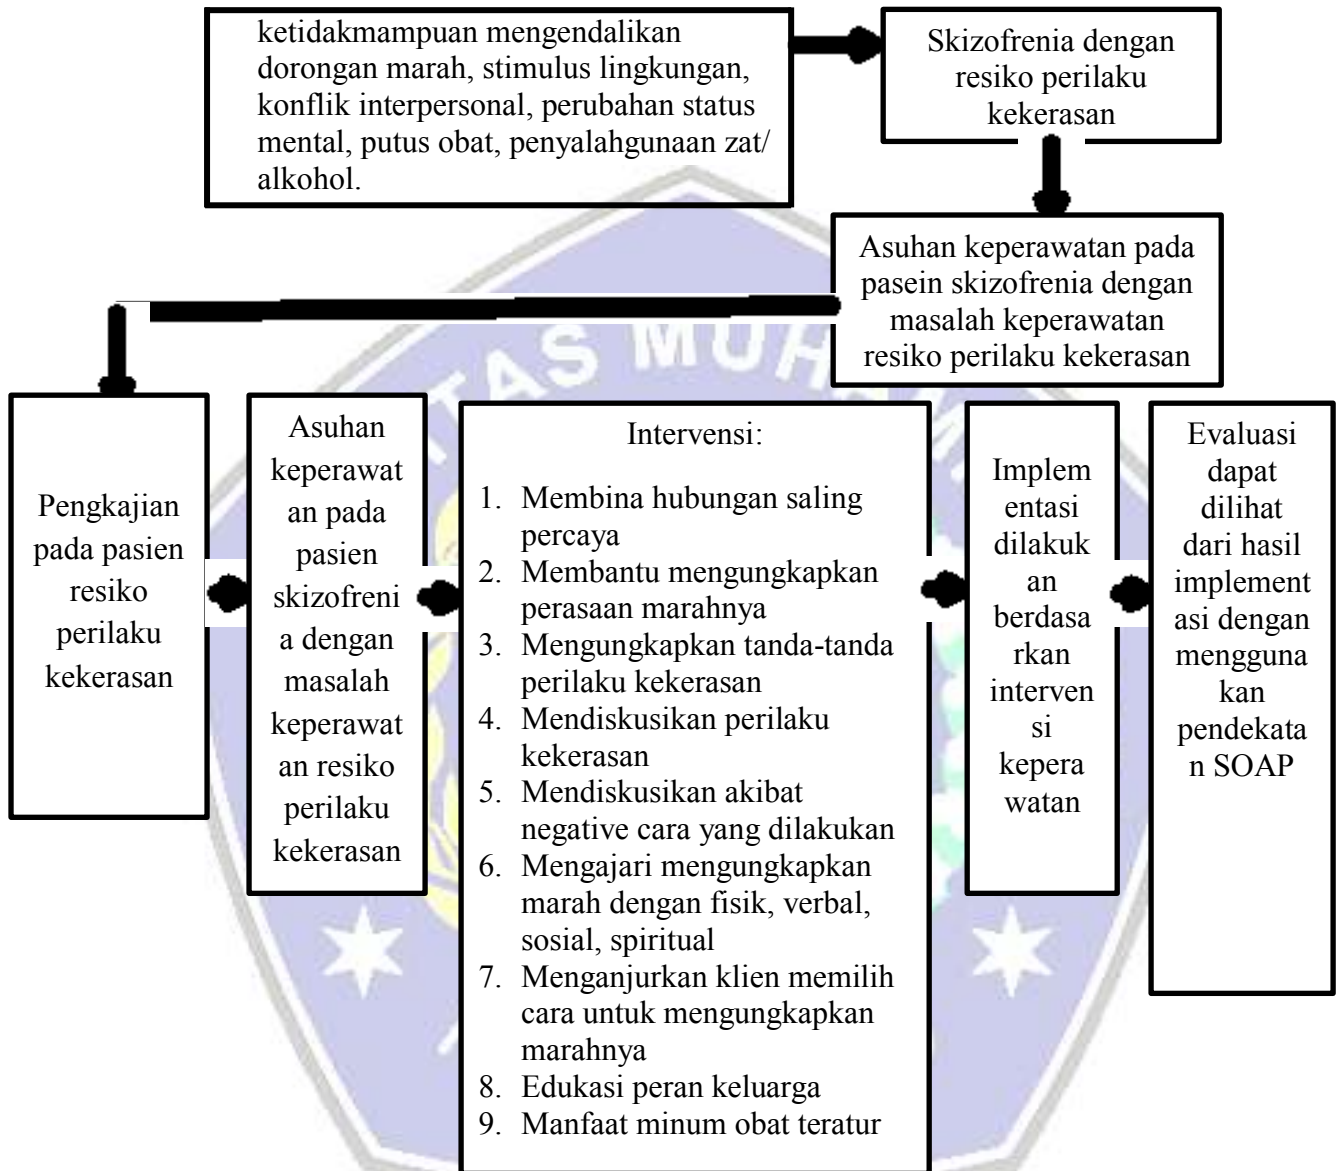 ketidakmampuan mengendalikan
dorongan marah, stimulus lingkungan,
konflik interpersonal, perubahan status
mental, putus obat, penyalahgunaan zat/
alkohol.
Skizofrenia dengan
resiko perilaku
kekerasan
Asuhan keperawatan pada
pasein skizofrenia dengan
masalah keperawatan
resiko perilaku kekerasan
Pengkajian
pada pasien
resiko
perilaku
kekerasan
Asuhan
keperawat
an pada
pasien
skizofreni
a dengan
masalah
keperawat
an resiko
perilaku
kekerasan
Intervensi:
1. Membina hubungan saling
percaya
2. Membantu mengungkapkan
perasaan marahnya
3. Mengungkapkan tanda-tanda
perilaku kekerasan
4. Mendiskusikan perilaku
kekerasan
5. Mendiskusikan akibat
negative cara yang dilakukan
6. Mengajari mengungkapkan
marah dengan fisik, verbal,
sosial, spiritual
7. Menganjurkan klien memilih
cara untuk mengungkapkan
marahnya
8. Edukasi peran keluarga
9. Manfaat minum obat teratur
Implem
entasi
dilakuk
an
berdasa
rkan
interven
si
kepera
watan
Evaluasi
dapat
dilihat
dari hasil
implement
asi dengan
mengguna
kan
pendekata
n SOAP